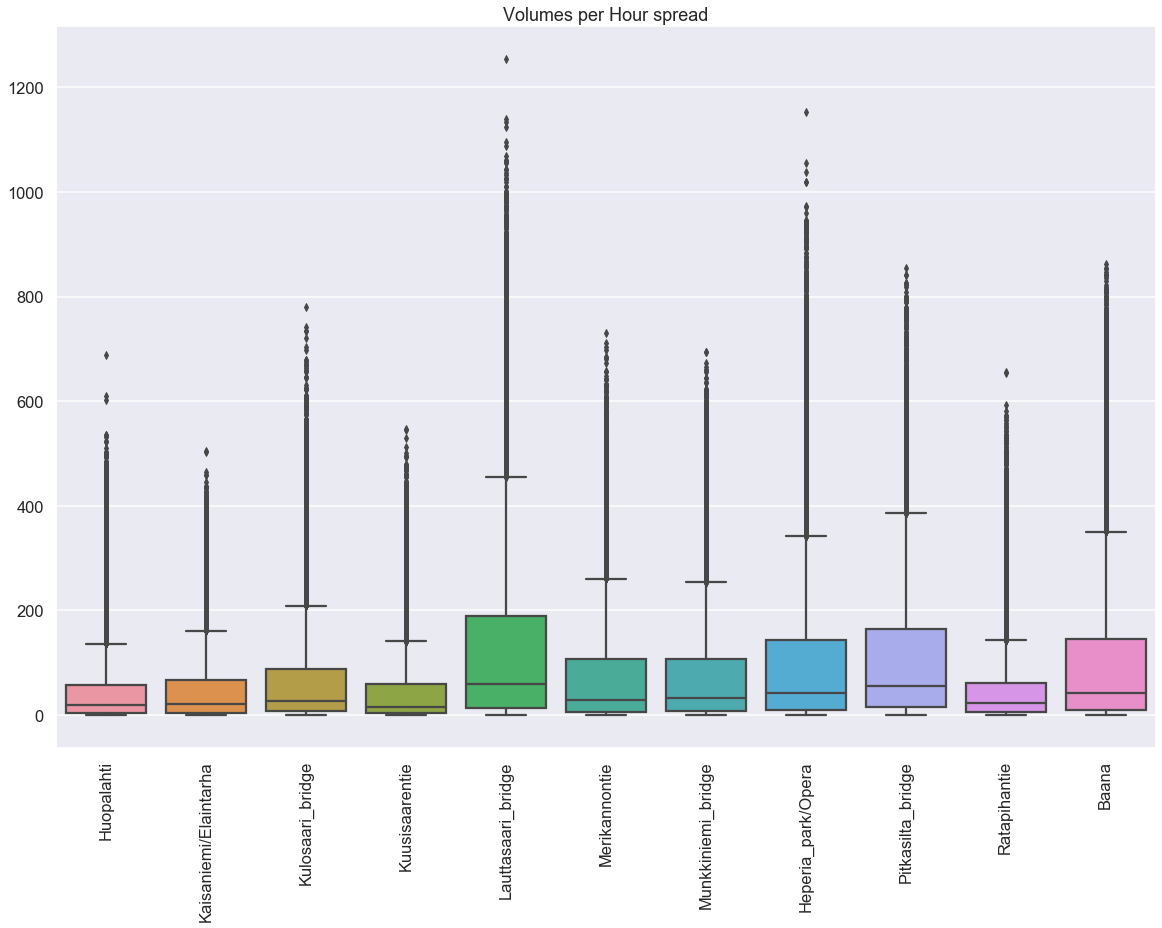 Volumes per Hour spread
1200
1000
800
600
400
200
0
Huopalahti
Kaisaniemi/Elaintarha
Kulosaari_bridge
Kuusisaarentie
Lauttasaari_bridge
Merikannontie
Munkkiniemi_bridge
Heperia_park/Opera
Pitkasilta_bridge
Ratapihantie
Baana